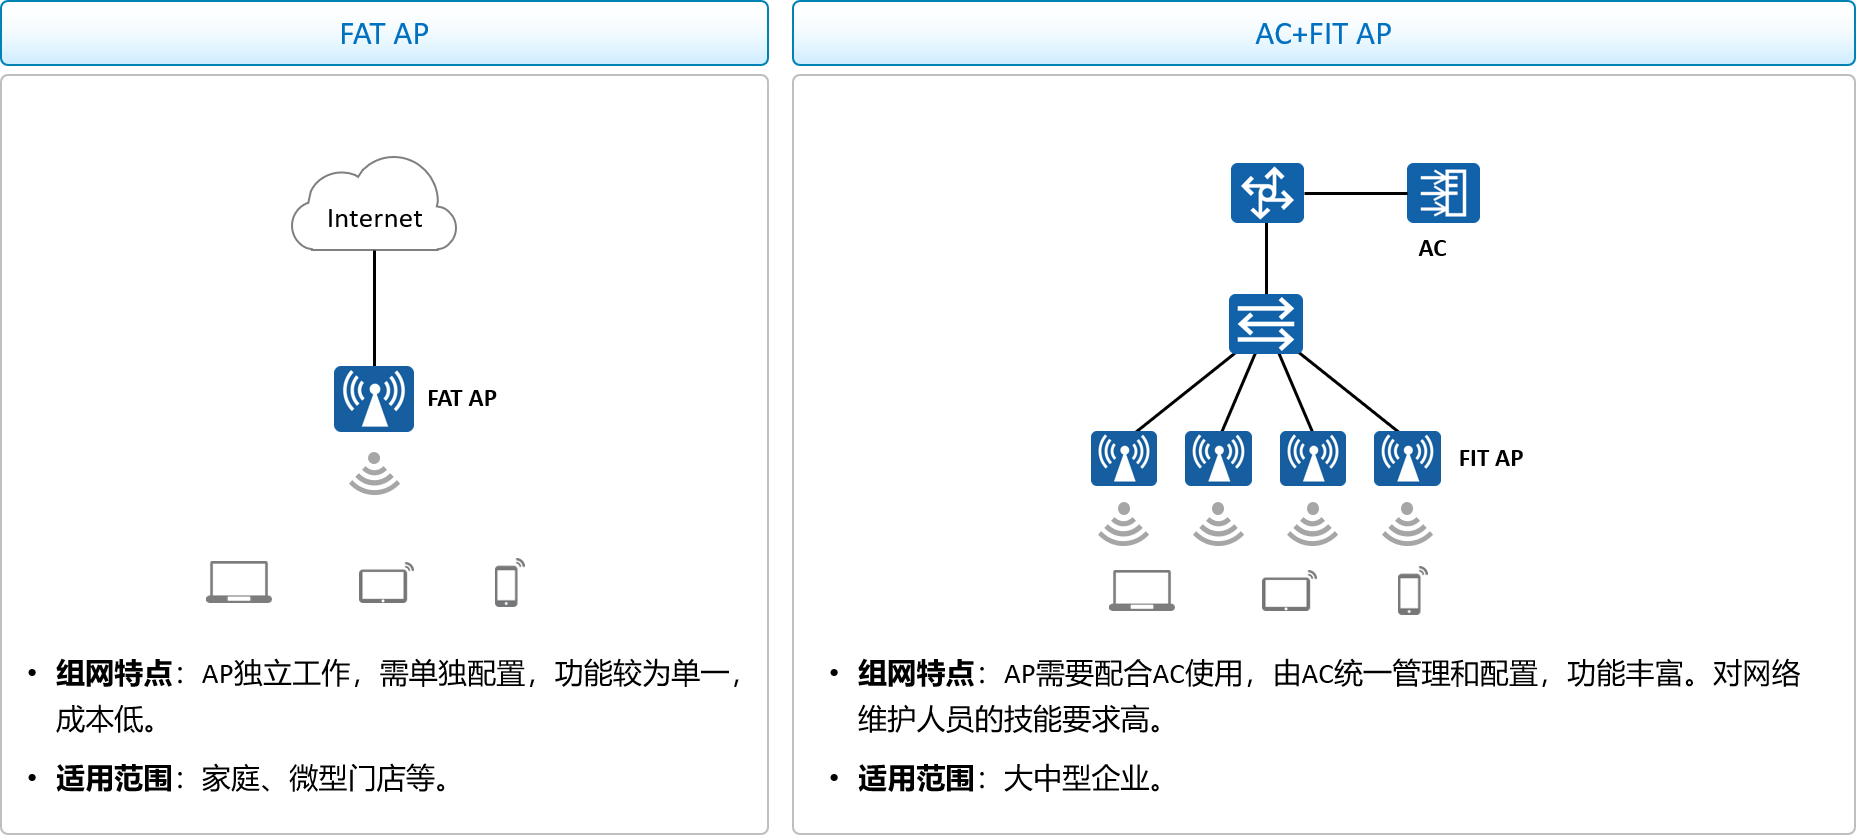 FAT AP
Internet
FAT AP
• 组网特点：AP独立工作，需单独配置，功能较为单一，
成本低。
• 适用范围：家庭、微型门店等。
AC+FIT AP
AC
FIT AP
• 组网特点：AP需要配合AC使用，由AC统一管理和配置，功能丰富。对网络
维护人员的技能要求高。
• 适用范围：大中型企业。